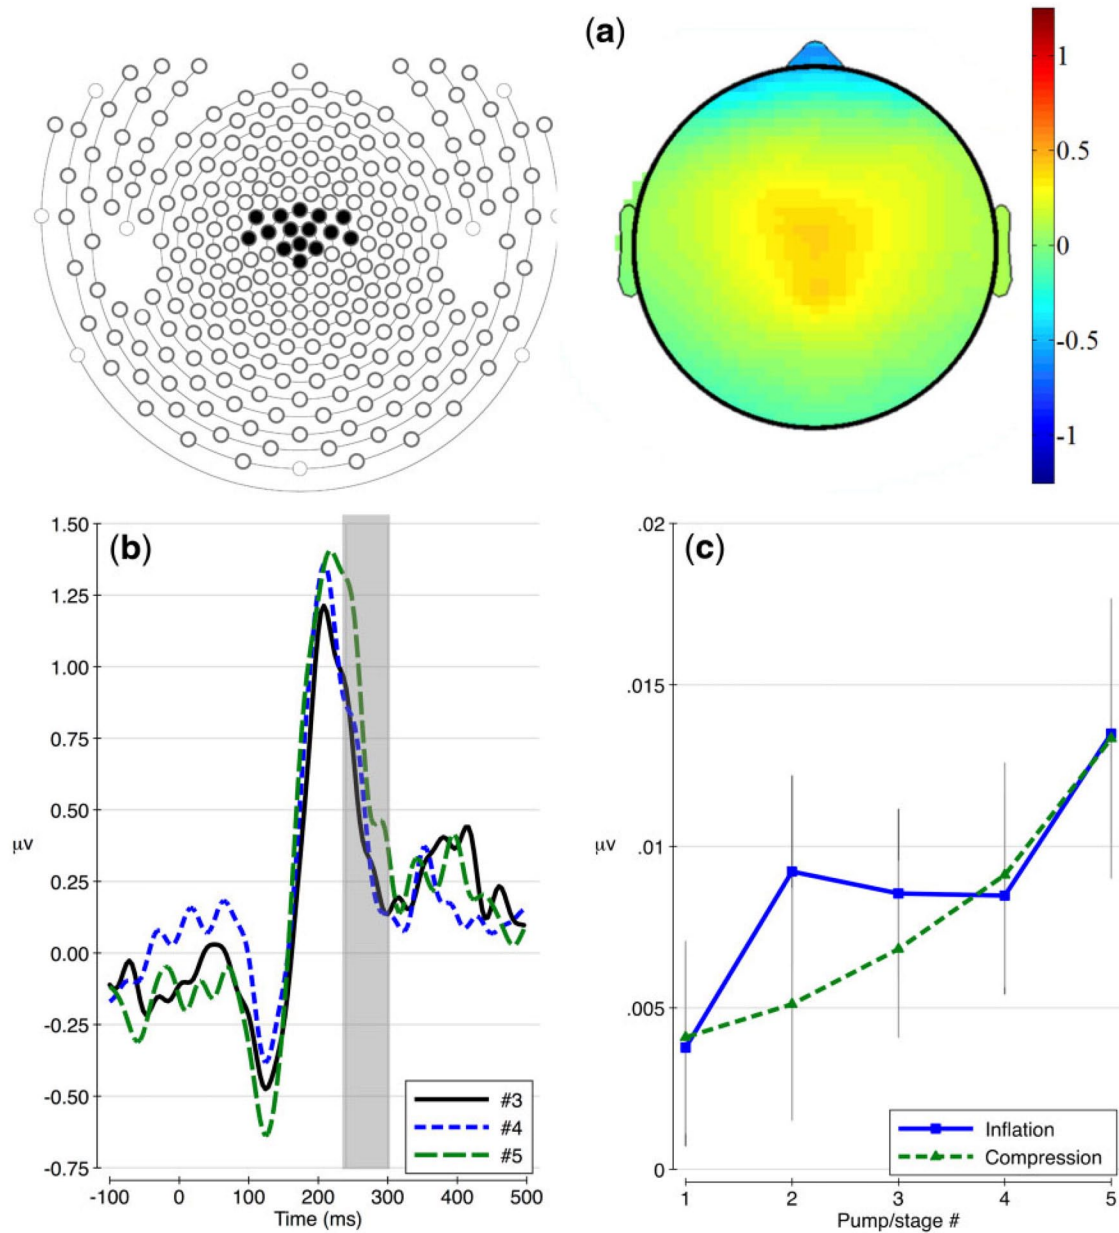 (a)
1
0.5
0
-0.5
-1
(b)
1.50
1.25
1.00
0.75
0.50
μv
0.25
0.00
-0.25
-0.50
-0.75
#3
#4
#5
-100 0 100 200 300 400 500
Time (ms)
(c)
.02
.015
.01
μv
.005
0
Inflation
Compression
1 2 3 4 5
Pump/stage #